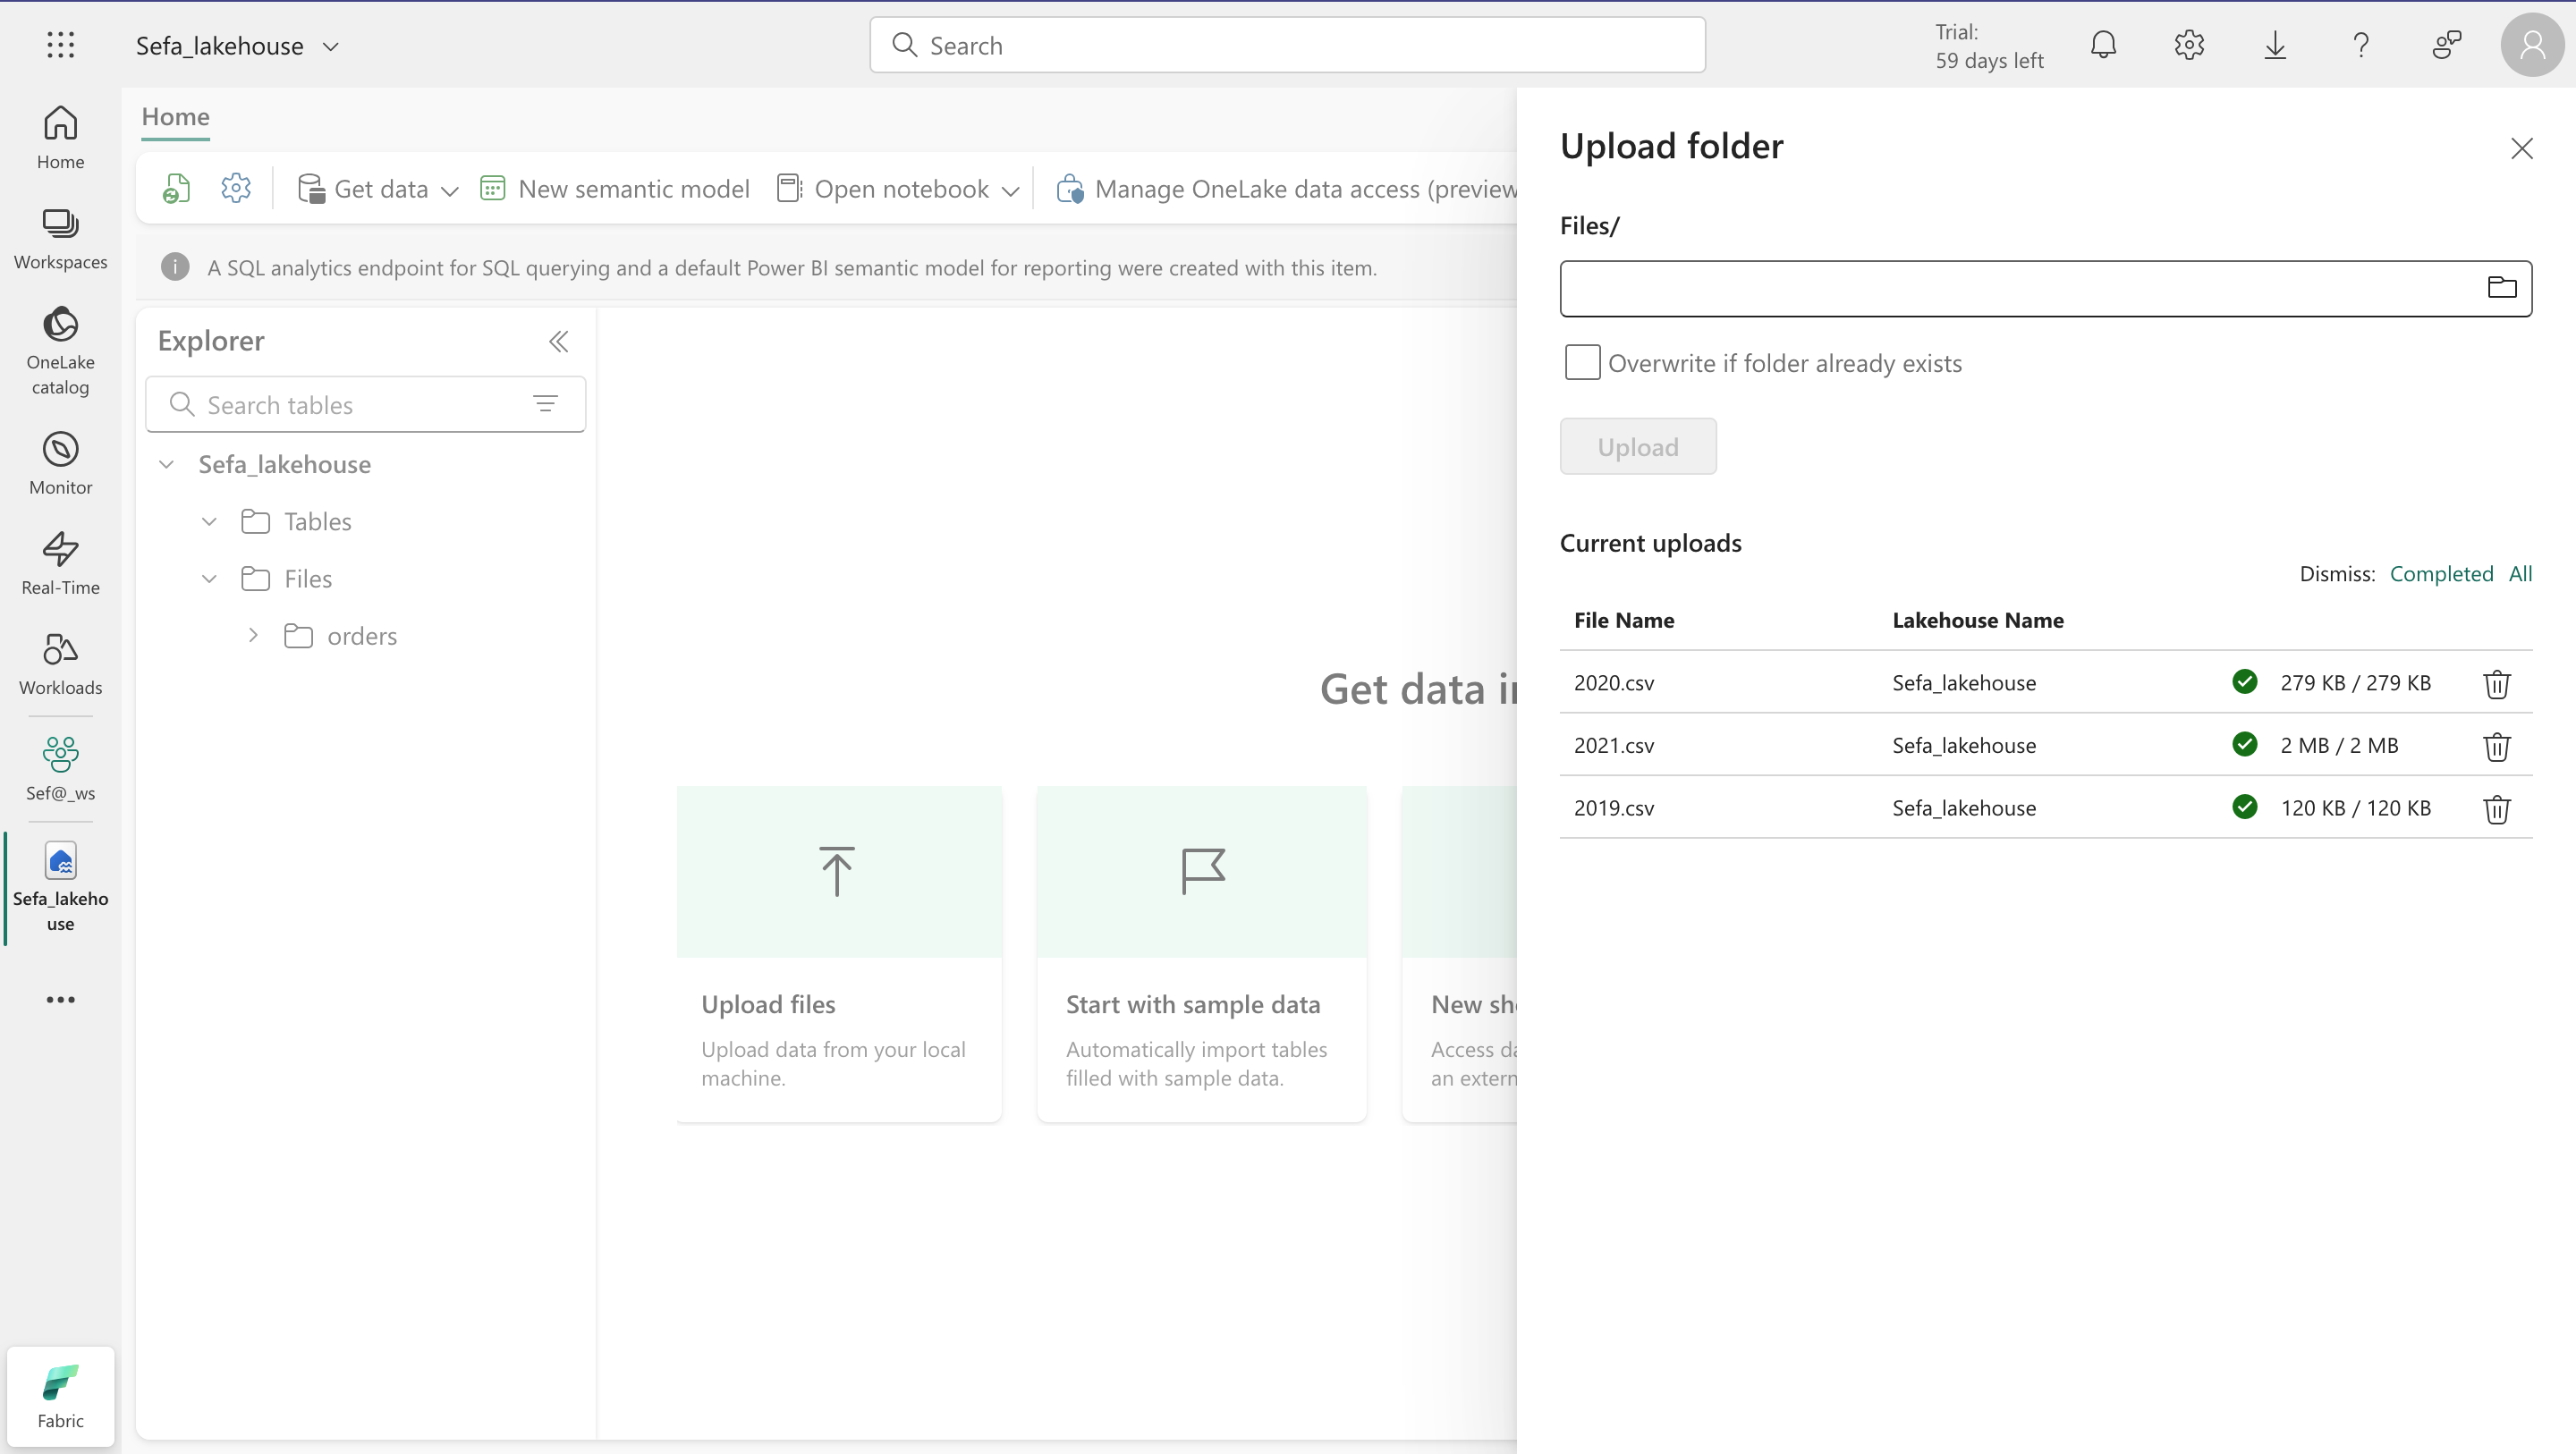 Sefa_lakehouse
Search
Trial:
59 days left
Home
Workspaces
OneLake
catalog
Monitor
Real-Time
Workloads
Sef@_ws
Sefa_lakeho
use
Fabric
Home
Get data
New semantic model
Open notebook
Manage OneLake data access (preview
A SQL analytics endpoint for SQL querying and a default Power BI semantic model for reporting were created with this item.
Explorer
Search tables
Sefa_lakehouse
Tables
Files
orders
Get data in
Upload files
Upload data from your local
machine.
Start with sample data
Automatically import tables
filled with sample data.
New sho
Access da
an extern
Upload folder
Files/
Overwrite if folder already exists
Upload
Current uploads
Dismiss: Completed All
File Name Lakehouse Name
2020.csv Sefa_lakehouse 279 KB / 279 KB
2021.csv Sefa_lakehouse 2 MB / 2 MB
2019.csv Sefa_lakehouse 120 KB / 120 KB